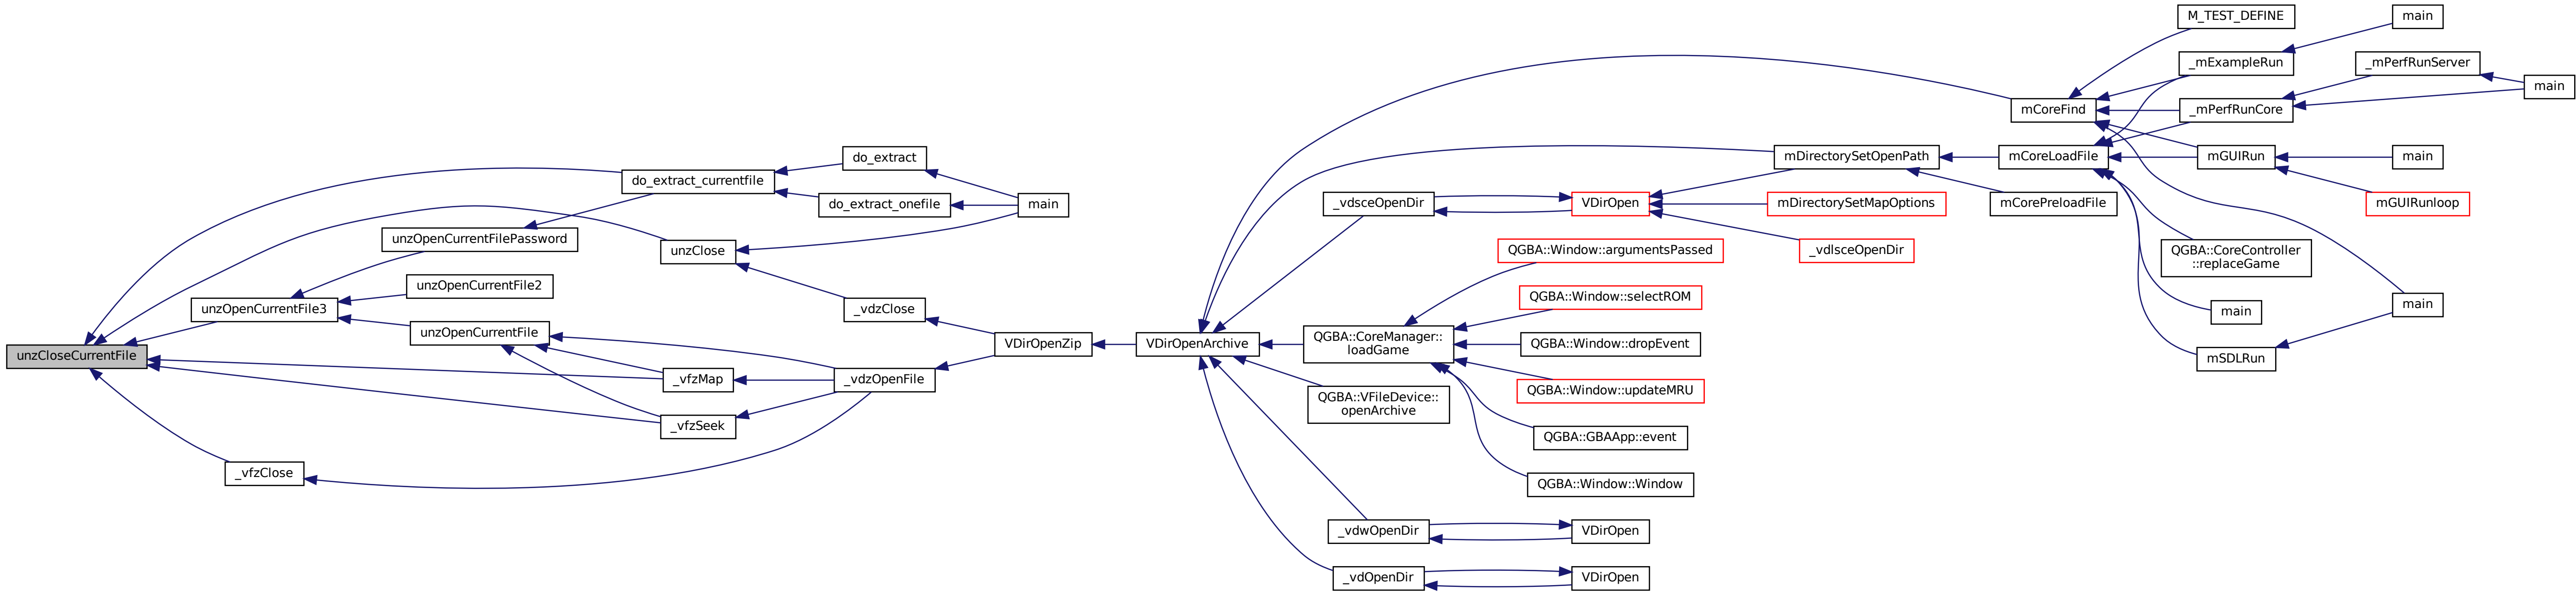 unzCloseCurrentFile
do_extract_currentfile
do_extract
do_extract_onefile
main
unzOpenCurrentFilePassword
unzClose
unzOpenCurrentFile2
unzOpenCurrentFile3
unzOpenCurrentFile
_vdzClose
_vfzMap
_vdzOpenFile
_vfzSeek
_vfzClose
VDirOpenZip
VDirOpenArchive
mCoreFind
M_TEST_DEFINE
main
_mExampleRun
_mPerfRunServer
main
_mPerfRunCore
mDirectorySetOpenPath
mCoreLoadFile
mGUIRun
main
_vdsceOpenDir
VDirOpen
mDirectorySetMapOptions
mCorePreloadFile
mGUIRunloop
_vdlsceOpenDir
QGBA::Window::argumentsPassed
QGBA::CoreController
::replaceGame
QGBA::Window::selectROM
main
main
QGBA::CoreManager::
loadGame
QGBA::Window::dropEvent
mSDLRun
QGBA::Window::updateMRU
QGBA::VFileDevice::
openArchive
QGBA::GBAApp::event
QGBA::Window::Window
_vdwOpenDir
VDirOpen
_vdOpenDir
VDirOpen